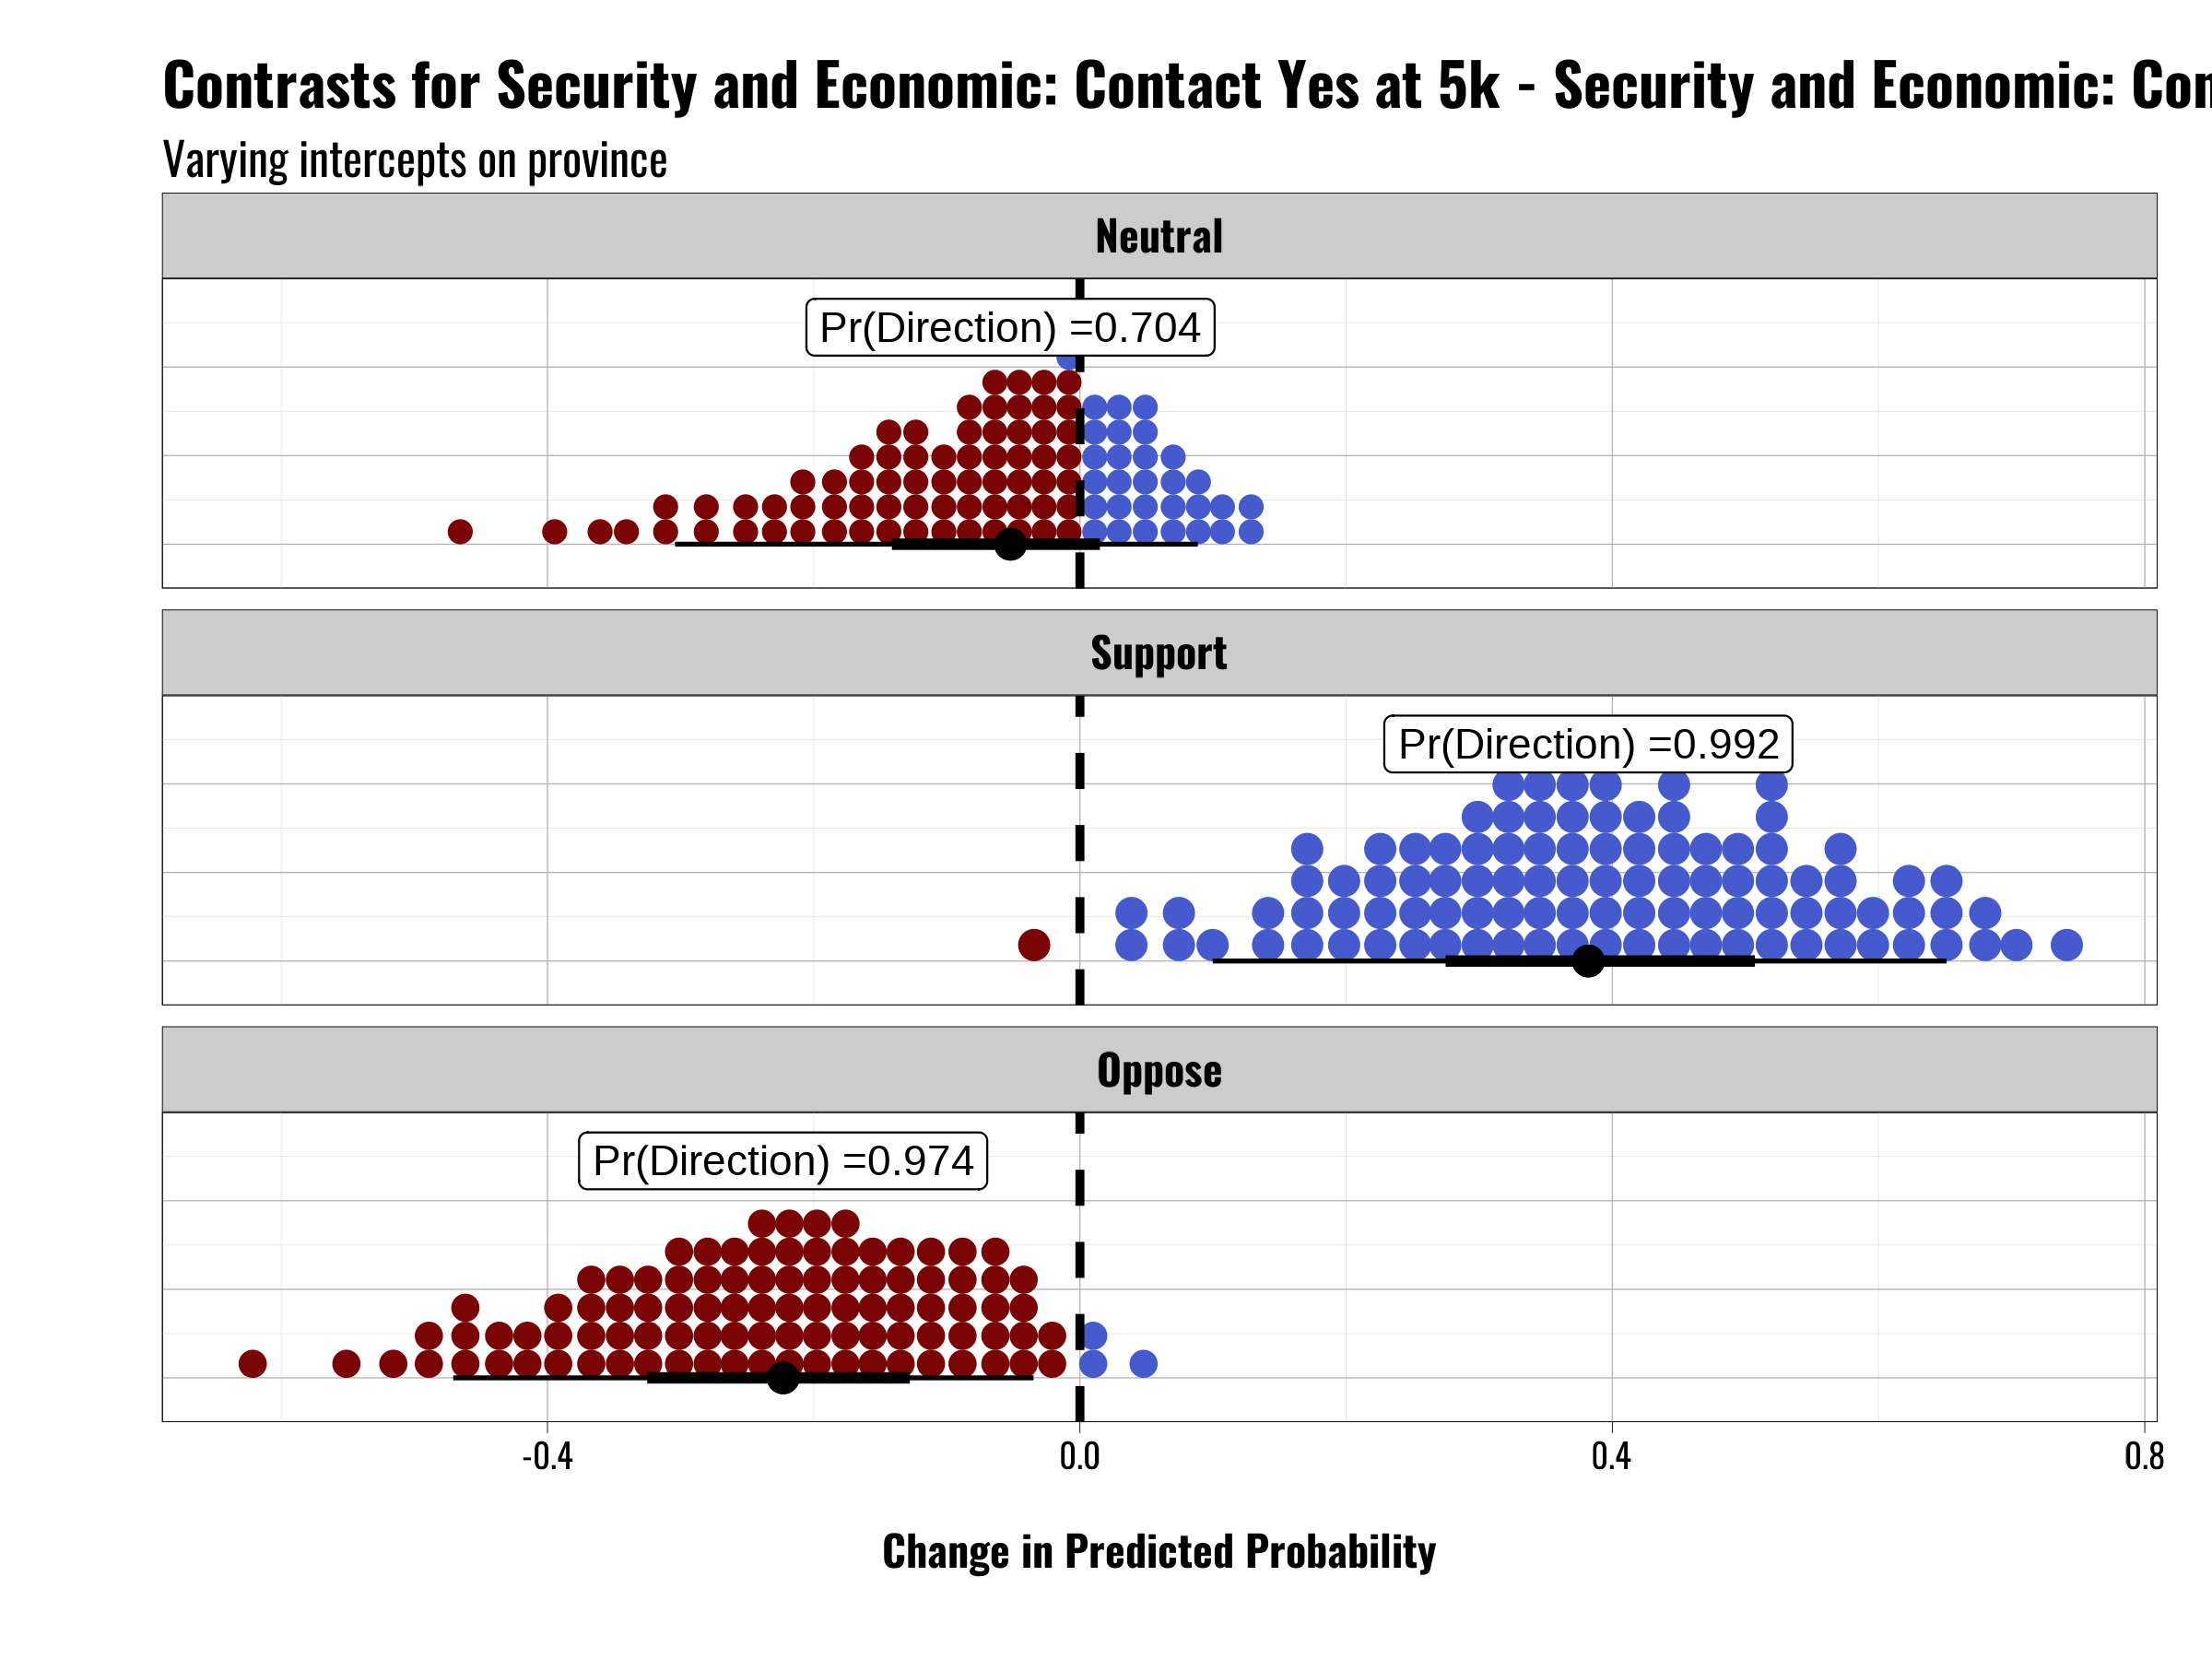 Contrasts for Security and Economic: Contact Yes at 5k - Security and Economic:
Varying intercepts on province
Neutral
Pr(Direction) =0.704
Support
Pr(Direction) =0.992
Oppose
Pr(Direction) =0.974
-0.4 0.0 0.4 0.8
Change in Predicted Probability